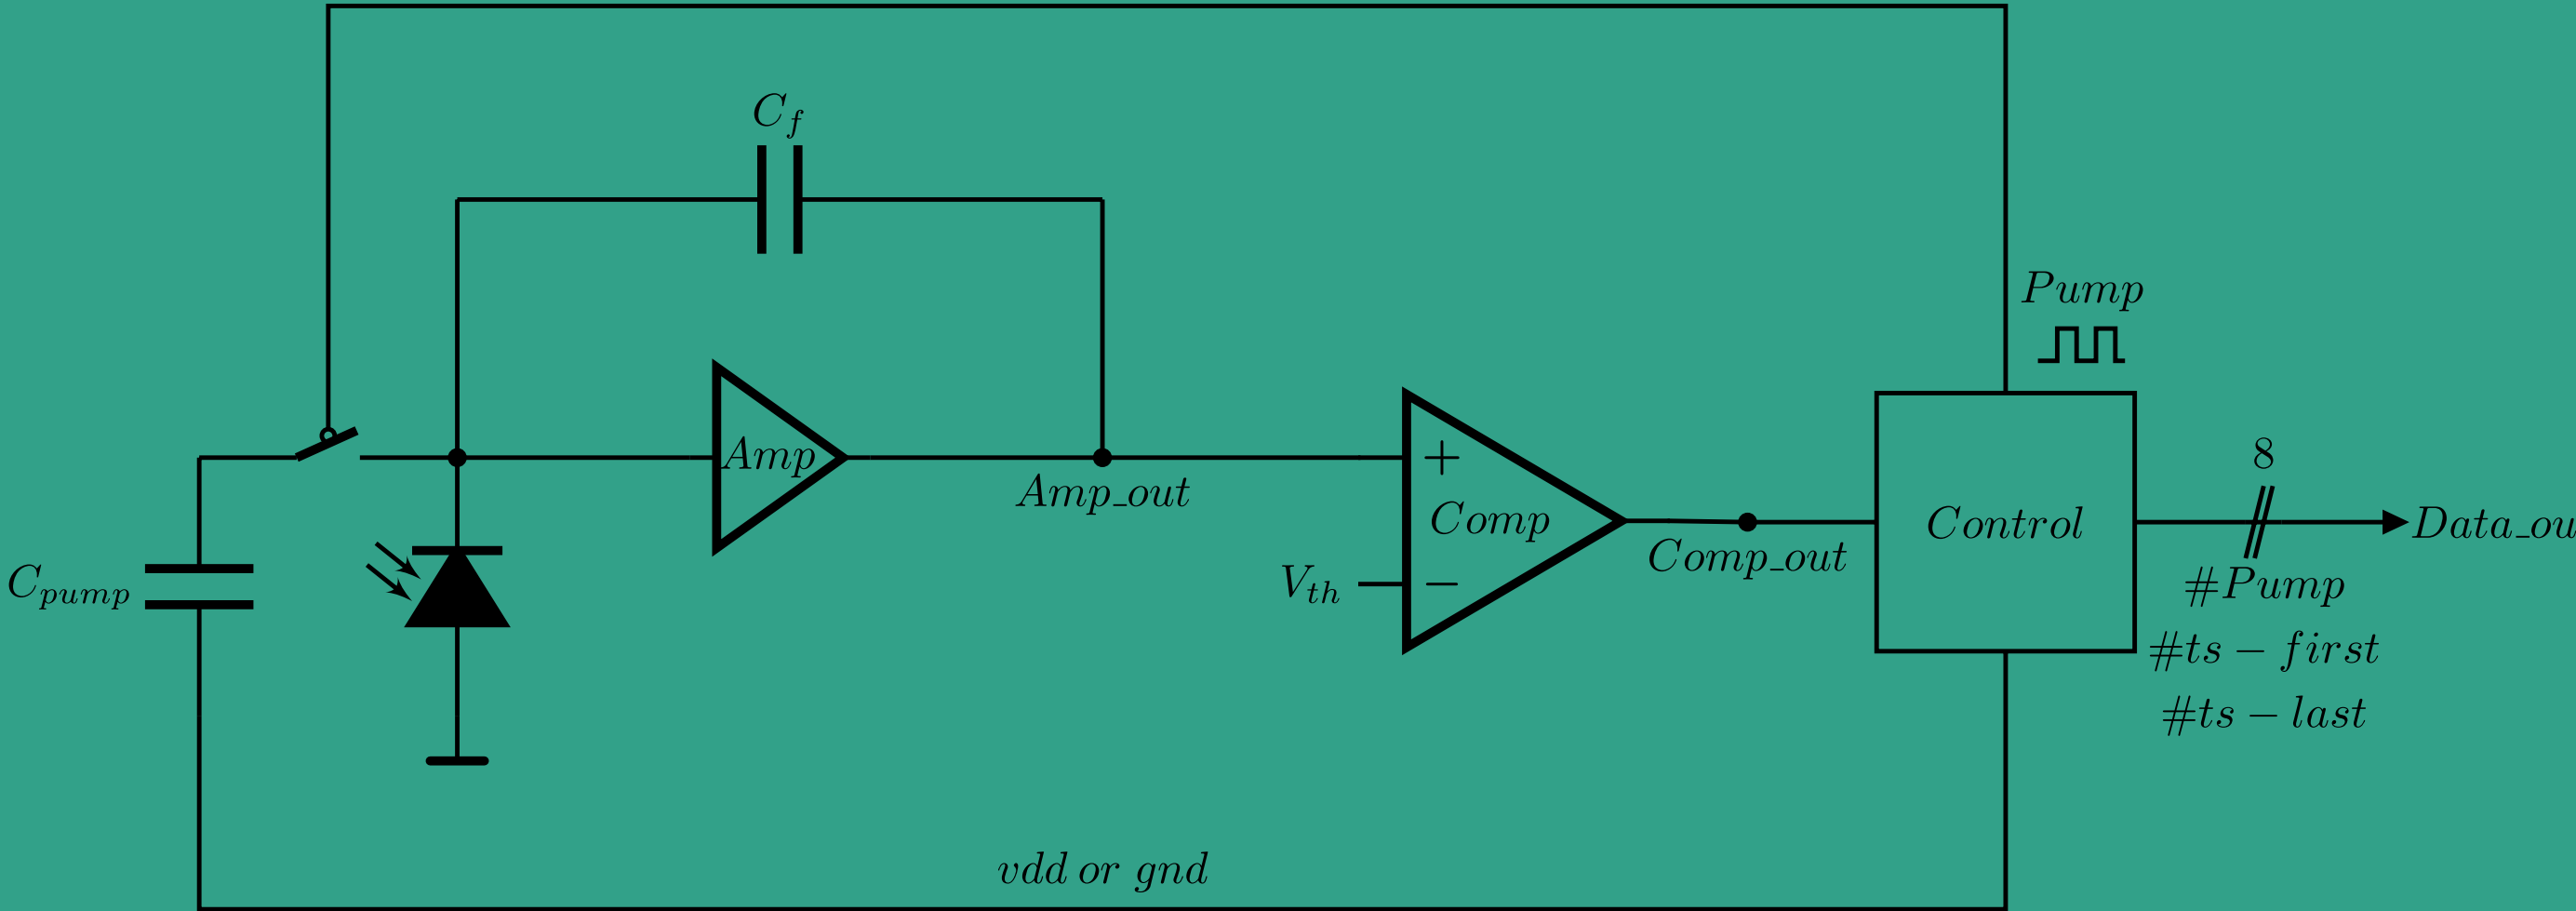 C_f
Pump
Amp
Amp_out
+
Comp
−
V_th
Comp_out
Control
8
Data_ou
#Pump
#ts − first
#ts − last
C_pump
vdd or gnd